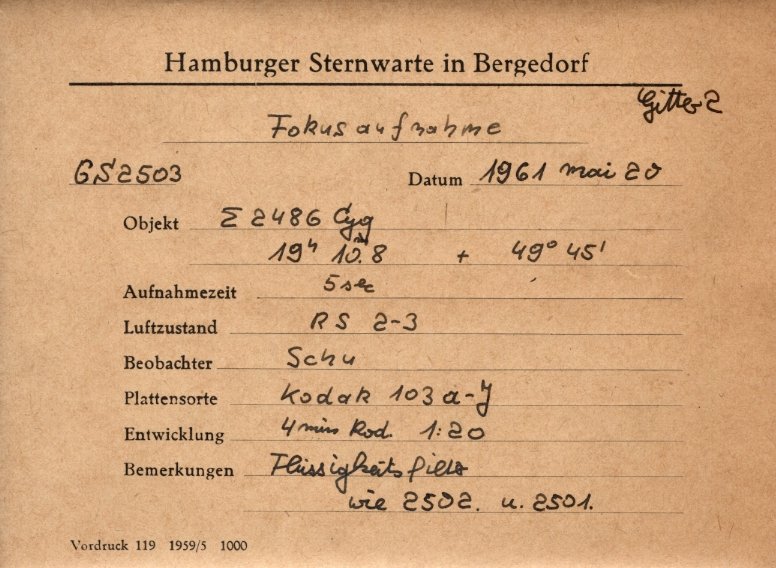 Hamburger Sternwarte in Bergedorf
Gitter 2
Fokusaufnahme
GS2503 Datum 1961 mai 20
Objekt Σ 2486 Cyg
19ʰ 10ᵐ.8 + 49° 45'
Aufnahmezeit 5 sec
Luftzustand RS 2-3
Beobachter Schu
Plattensorte Kodak 103 a-J
Entwicklung 4 min Rod. 1:20
Bemerkungen Flüssigkeitsfilter
wie 2502. u. 2501.
Vordruck 119 1959/5 1000